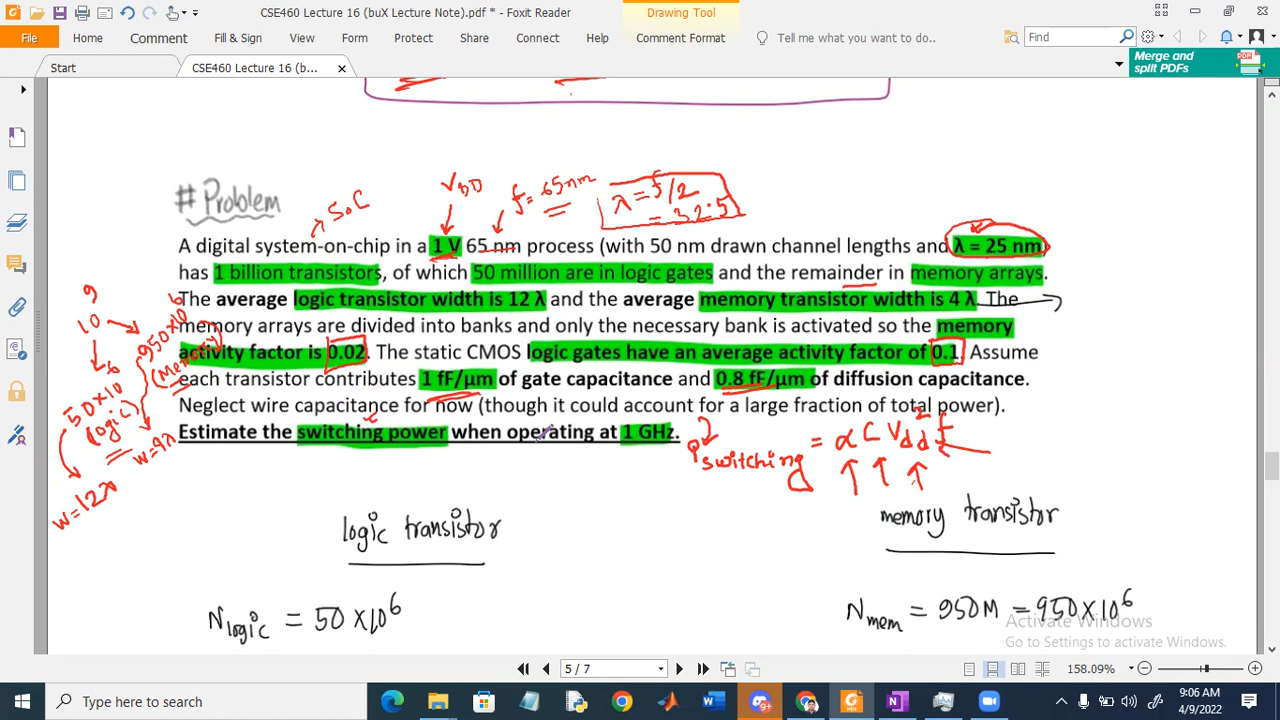 CSE460 Lecture 16 (buX Lecture Note).pdf * - Foxit Reader
Drawing Tool
File Home Comment Fill & Sign View Form Protect Share Connect Help Comment Format Tell me what you want to do.. Find
Start CSE460 Lecture 16 (b... Merge and split PDFs
# Problem
SoC
VDD
f = 65nm
λ = f/2
= 32.5
A digital system-on-chip in a 1 V 65 nm process (with 50 nm drawn channel lengths and λ = 25 nm)
has 1 billion transistors, of which 50 million are in logic gates and the remainder in memory arrays.
The average logic transistor width is 12 λ and the average memory transistor width is 4 λ. The
memory arrays are divided into banks and only the necessary bank is activated so the memory
activity factor is 0.02. The static CMOS logic gates have an average activity factor of 0.1. Assume
each transistor contributes 1 fF/μm of gate capacitance and 0.8 fF/μm of diffusion capacitance.
Neglect wire capacitance for now (though it could account for a large fraction of total power).
Estimate the switching power when operating at 1 GHz.
10⁹
950×10⁶
(Memory)
50×10⁶
(logic)
W=12λ
Pswitching = α C Vdd² f
logic transistor
memory transistor
Nlogic = 50 × 10⁶
Nmem = 950M = 950×10⁶
Activate Windows
Go to Settings to activate Windows.
5 / 7
158.09%
Type here to search
9+
9:06 AM
4/9/2022